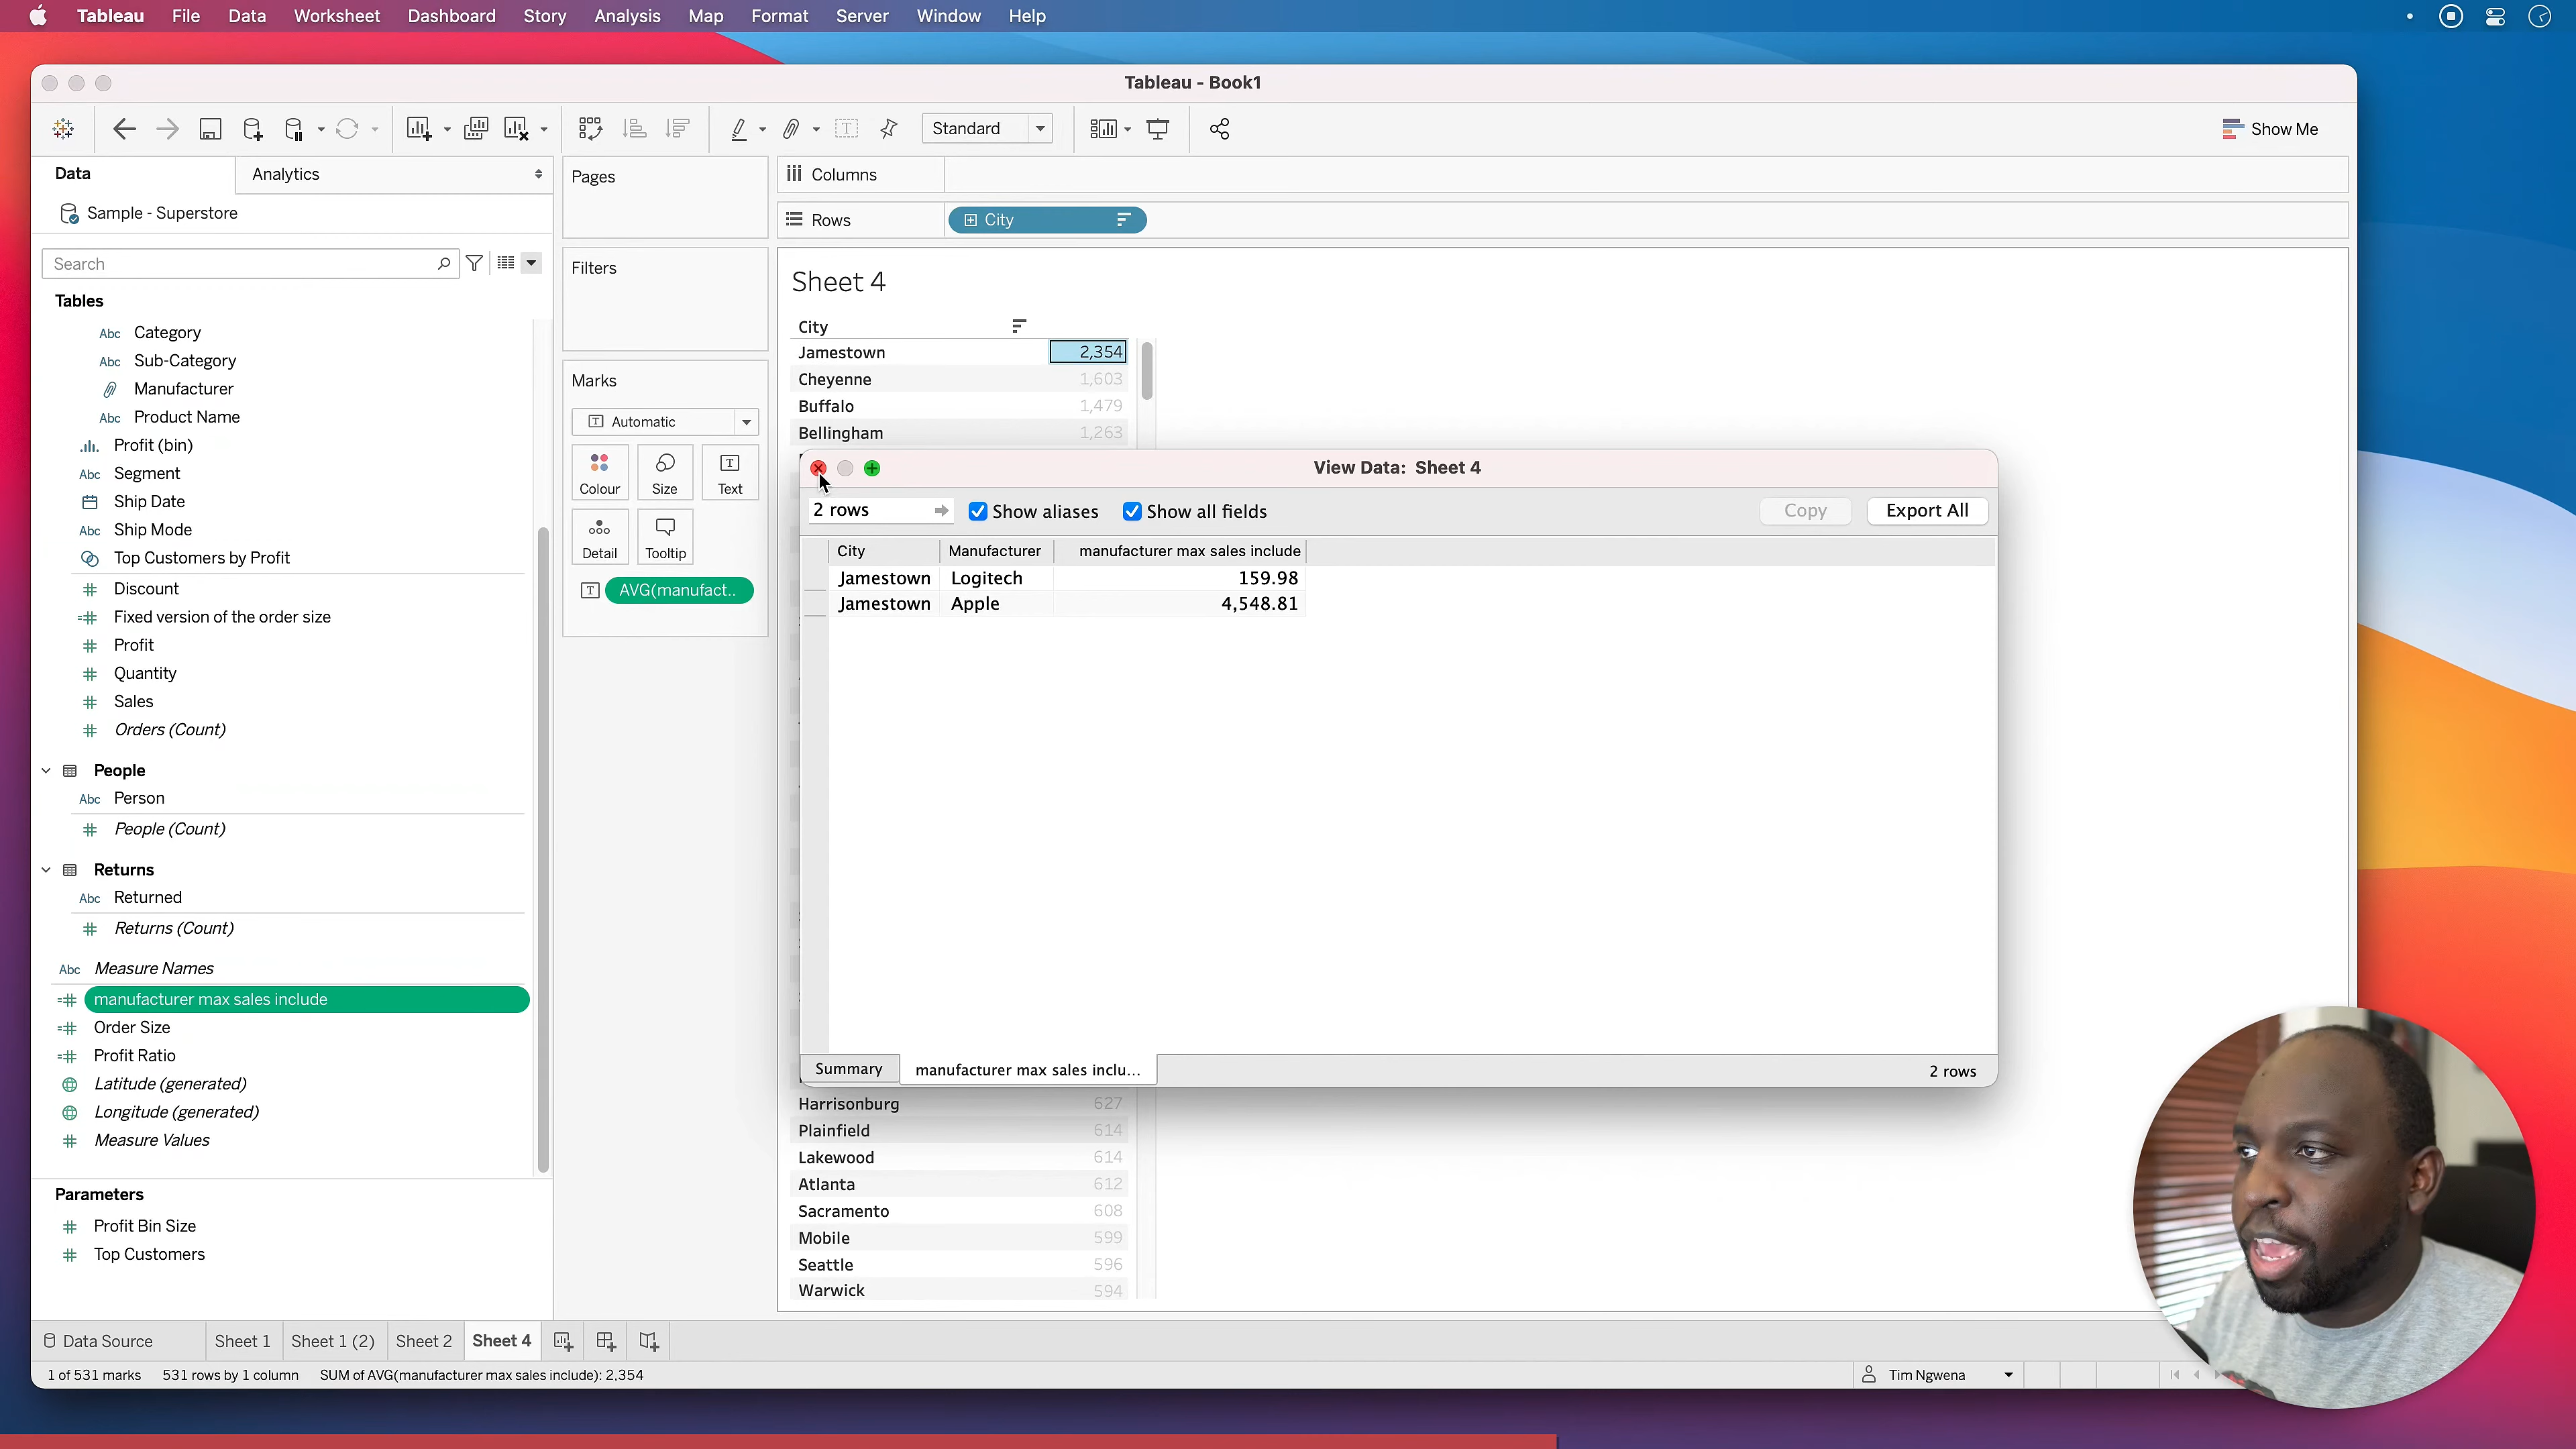 Tableau File Data Worksheet Dashboard Story Analysis Map Format Server Window Help
Tableau - Book1
Standard
Show Me
Data
Analytics
Sample - Superstore
Search
Tables
Abc Category
Abc Sub-Category
Manufacturer
Abc Product Name
Profit (bin)
Abc Segment
Ship Date
Abc Ship Mode
Top Customers by Profit
# Discount
=# Fixed version of the order size
# Profit
# Quantity
# Sales
# Orders (Count)
People
Abc Person
# People (Count)
Returns
Abc Returned
# Returns (Count)
Abc Measure Names
=# manufacturer max sales include
=# Order Size
=# Profit Ratio
Latitude (generated)
Longitude (generated)
# Measure Values
Parameters
# Profit Bin Size
# Top Customers
Pages
Filters
Marks
T Automatic
Colour Size Text
Detail Tooltip
T AVG(manufact..
Columns
Rows City
Sheet 4
City
Jamestown 2,354
Cheyenne 1,603
Buffalo 1,479
Bellingham 1,263
View Data: Sheet 4
2 rows Show aliases Show all fields Copy Export All
City Manufacturer manufacturer max sales include
Jamestown Logitech 159.98
Jamestown Apple 4,548.81
Summary manufacturer max sales inclu... 2 rows
Harrisonburg 627
Plainfield 614
Lakewood 614
Atlanta 612
Sacramento 608
Mobile 599
Seattle 596
Warwick 594
Data Source Sheet 1 Sheet 1 (2) Sheet 2 Sheet 4
1 of 531 marks 531 rows by 1 column SUM of AVG(manufacturer max sales include): 2,354
Tim Ngwena